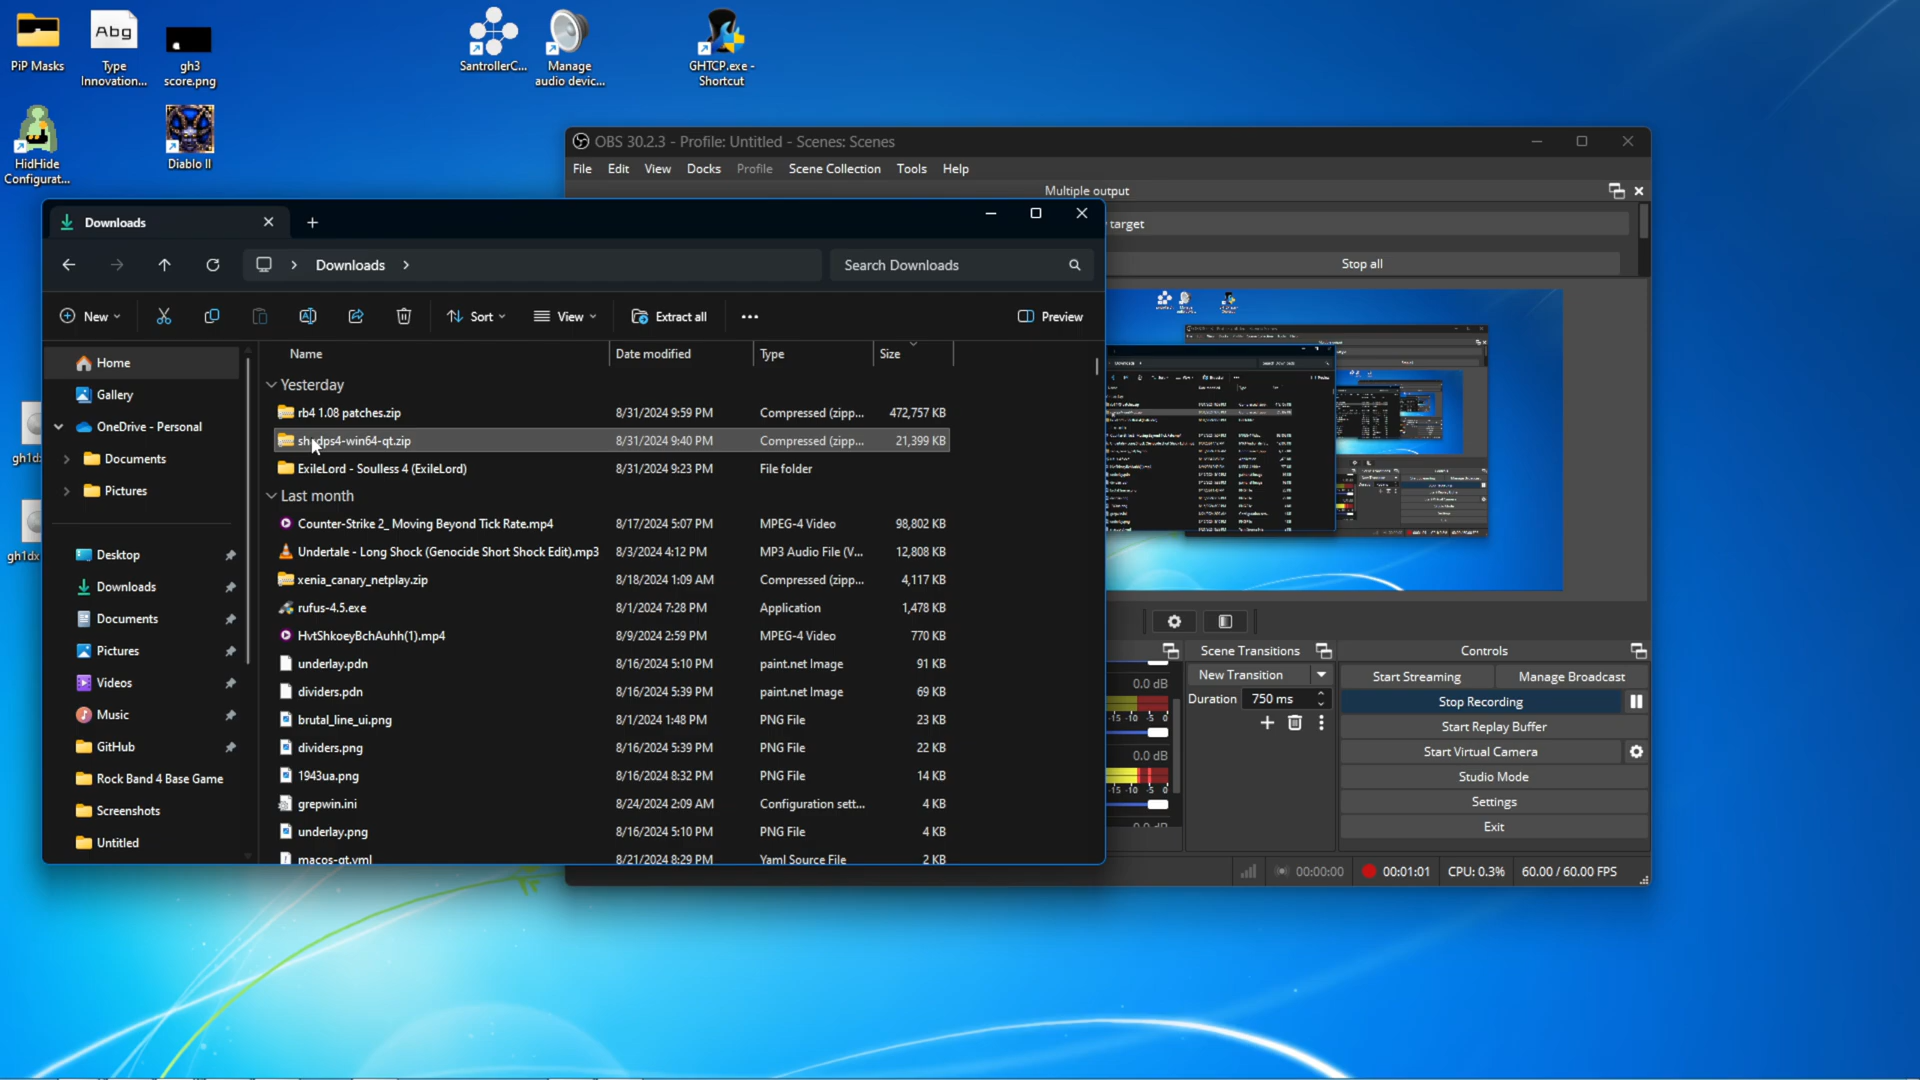 PiP Masks
Abg
Type
Innovation...
gh3
score.png
SantrollerC...
Manage
audio devic...
GHTCP.exe -
Shortcut
HidHide
Configurat...
Diablo II
OBS 30.2.3 - Profile: Untitled - Scenes: Scenes
File Edit View Docks Profile Scene Collection Tools Help
Multiple output
target
Stop all
Downloads
Downloads
Search Downloads
New
Sort
View
Extract all
Preview
Name Date modified Type Size
Home
Gallery
OneDrive - Personal
Documents
Pictures
Desktop
Downloads
Documents
Pictures
Videos
Music
GitHub
Rock Band 4 Base Game
Screenshots
Untitled
Yesterday
rb4 1.08 patches.zip 8/31/2024 9:59 PM Compressed (zipp... 472,757 KB
shadps4-win64-qt.zip 8/31/2024 9:40 PM Compressed (zipp... 21,399 KB
ExileLord - Soulless 4 (ExileLord) 8/31/2024 9:23 PM File folder
Last month
Counter-Strike 2_ Moving Beyond Tick Rate.mp4 8/17/2024 5:07 PM MPEG-4 Video 98,802 KB
Undertale - Long Shock (Genocide Short Shock Edit).mp3 8/3/2024 4:12 PM MP3 Audio File (V... 12,808 KB
xenia_canary_netplay.zip 8/18/2024 1:09 AM Compressed (zipp... 4,117 KB
rufus-4.5.exe 8/1/2024 7:28 PM Application 1,478 KB
HvtShkoeyBchAuhh(1).mp4 8/9/2024 2:59 PM MPEG-4 Video 770 KB
underlay.pdn 8/16/2024 5:10 PM paint.net Image 91 KB
dividers.pdn 8/16/2024 5:39 PM paint.net Image 69 KB
brutal_line_ui.png 8/1/2024 1:48 PM PNG File 23 KB
dividers.png 8/16/2024 5:39 PM PNG File 22 KB
1943ua.png 8/16/2024 8:32 PM PNG File 14 KB
grepwin.ini 8/24/2024 2:09 AM Configuration sett... 4 KB
underlay.png 8/16/2024 5:10 PM PNG File 4 KB
macos-qt.yml 8/21/2024 8:29 PM Yaml Source File 2 KB
gh1dx
gh1dx
0.0 dB
-15 -10 -5 0
0.0 dB
-15 -10 -5 0
0.0 dB
Scene Transitions
New Transition
Duration 750 ms
Controls
Start Streaming
Manage Broadcast
Stop Recording
Start Replay Buffer
Start Virtual Camera
Studio Mode
Settings
Exit
00:00:00
00:01:01
CPU: 0.3%
60.00 / 60.00 FPS